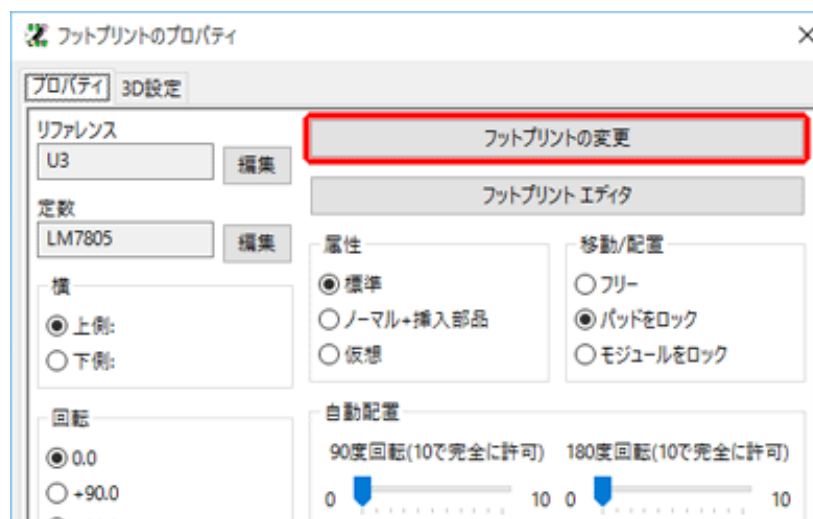 フットプリントのプロパティ
プロパティ 3D設定
リファレンス
U3
編集
定数
LM7805
編集
横
上側:
下側:
回転
0.0
+90.0
フットプリントの変更
フットプリント エディタ
属性
標準
ノーマル+挿入部品
仮想
移動/配置
フリー
パッドをロック
モジュールをロック
自動配置
90度回転(10で完全に許可)
0 10
180度回転(10で完全に許可)
0 10